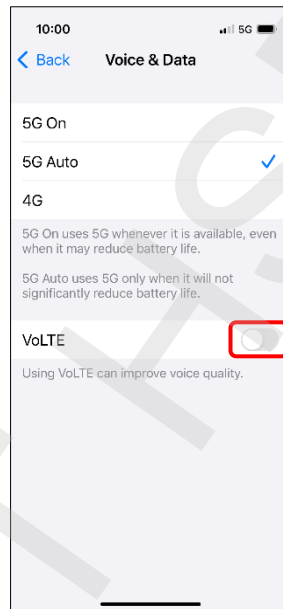 10:00 5G
Back Voice & Data
5G On
5G Auto
4G
5G On uses 5G whenever it is available, even
when it may reduce battery life.
5G Auto uses 5G only when it will not
significantly reduce battery life.
VoLTE
Using VoLTE can improve voice quality.